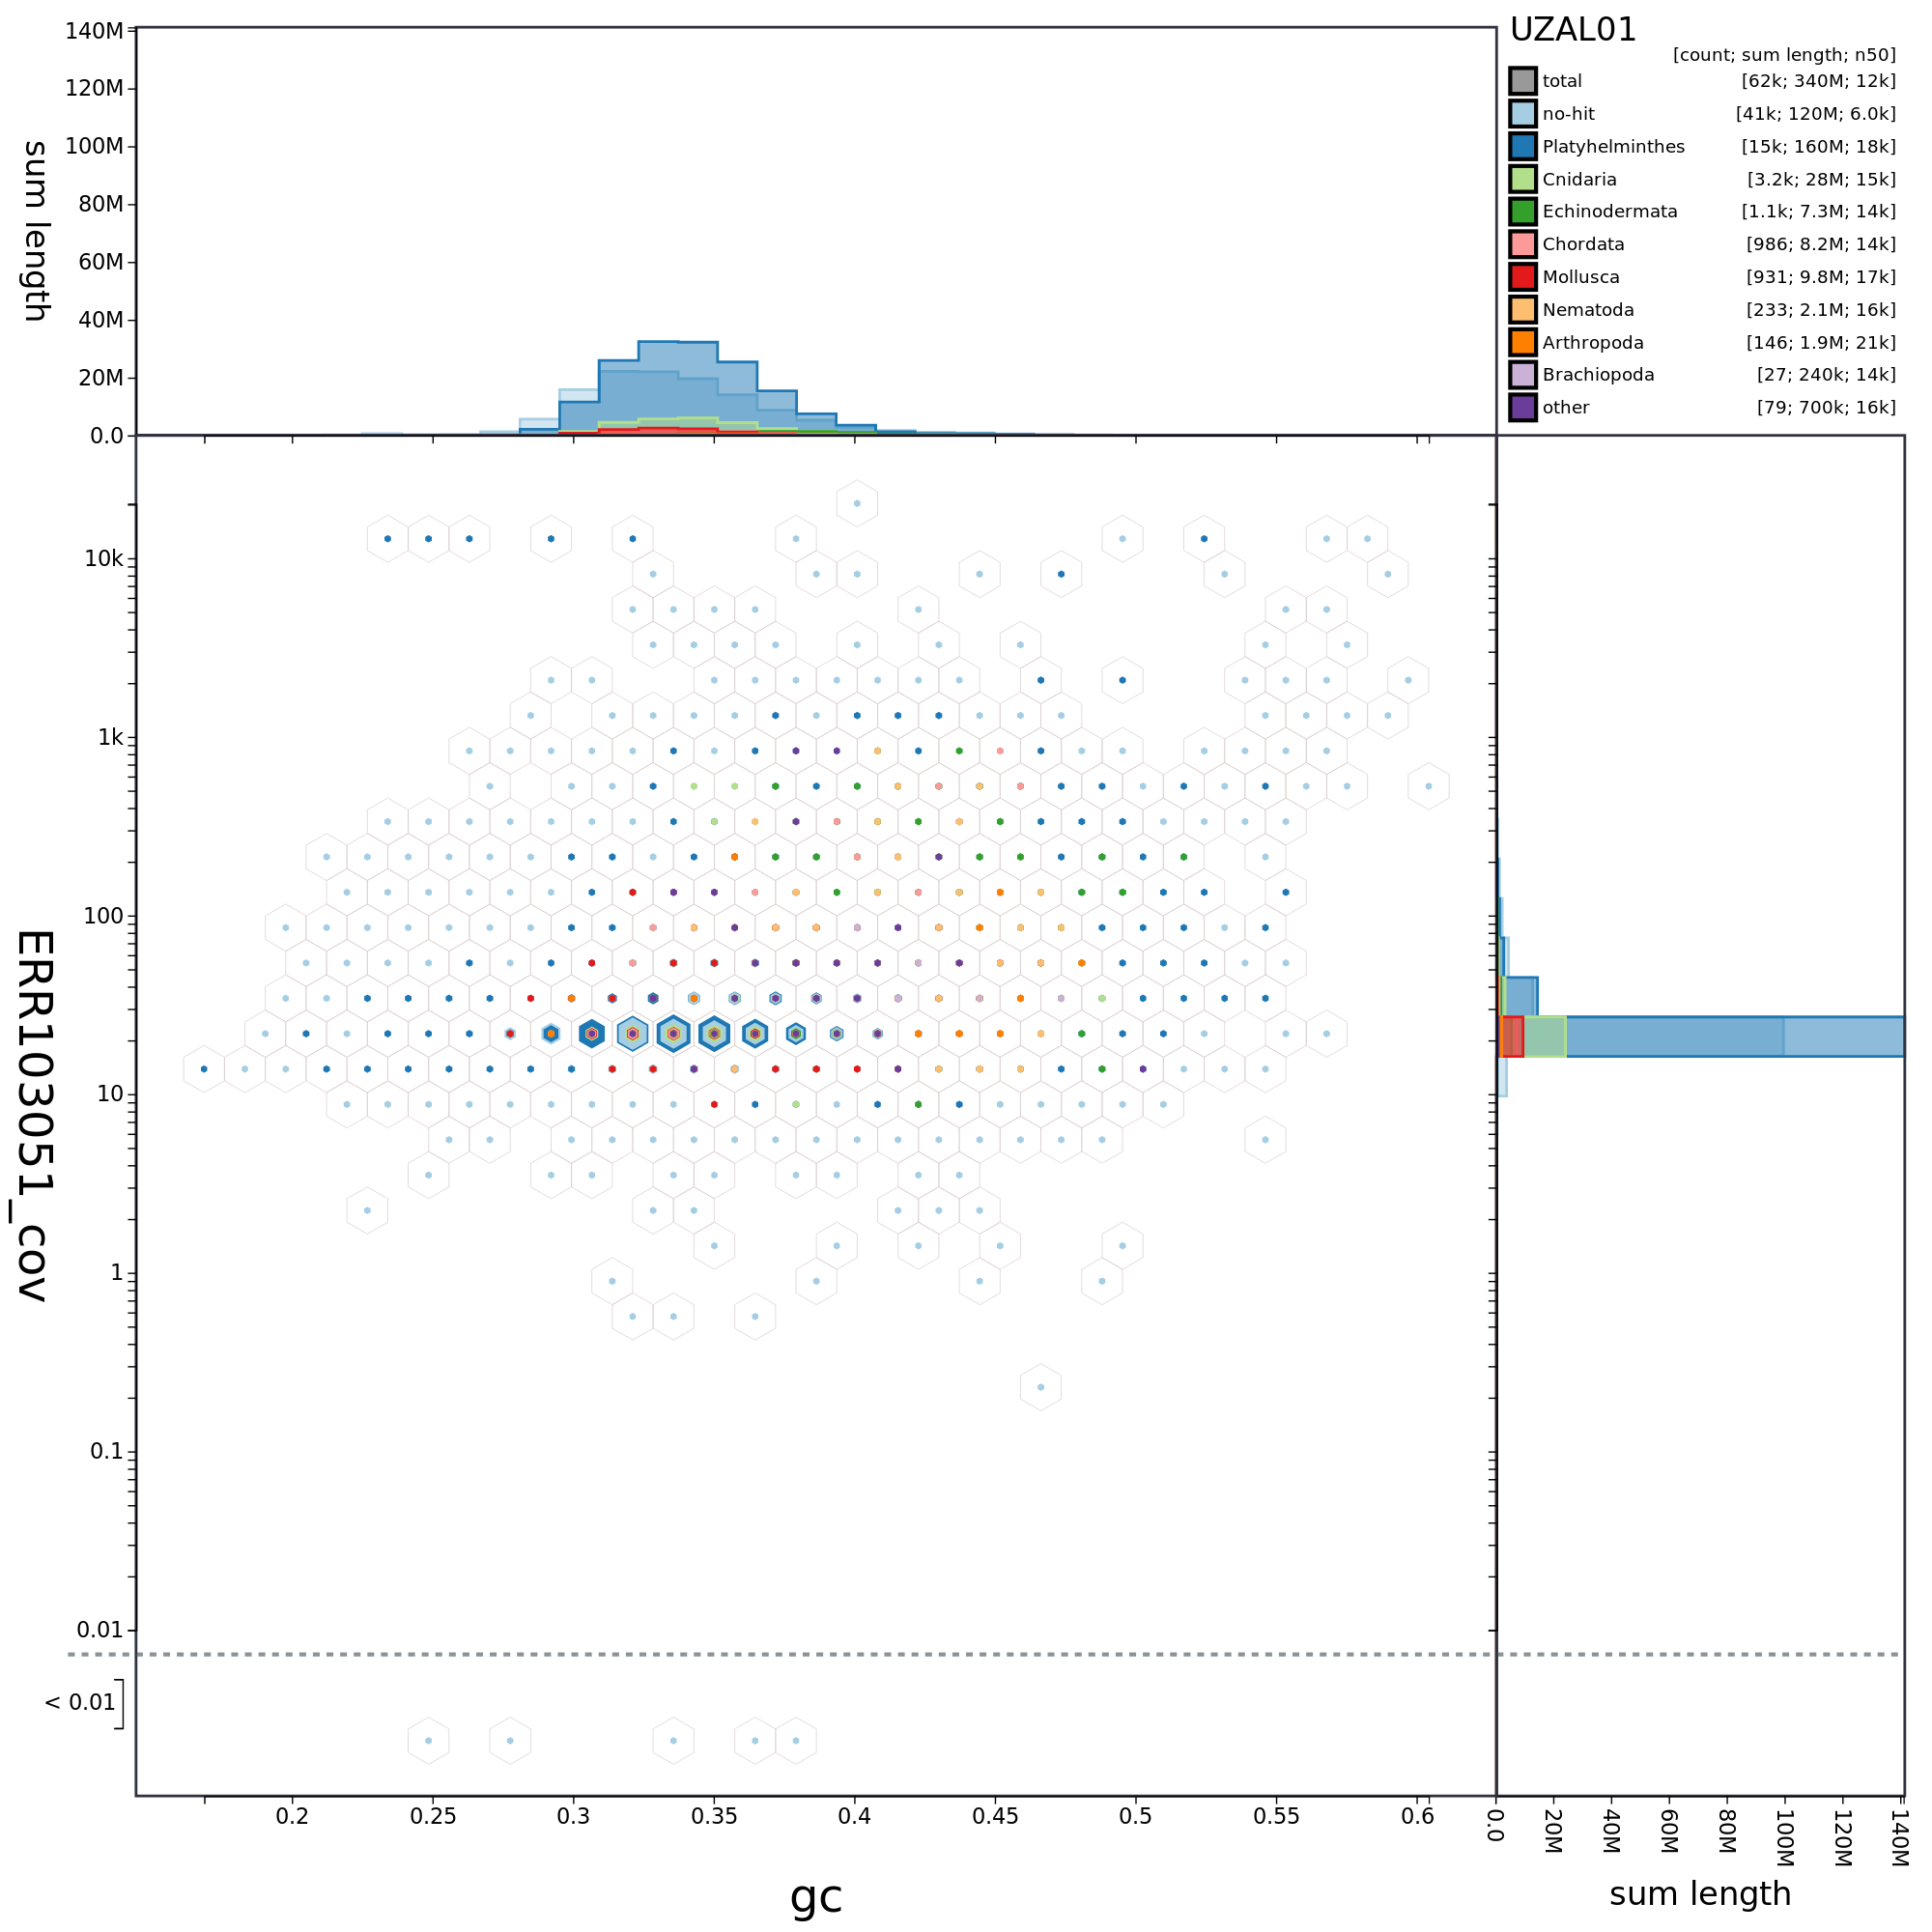 UZAL01
[count; sum length; n50]
total [62k; 340M; 12k]
no-hit [41k; 120M; 6.0k]
Platyhelminthes [15k; 160M; 18k]
Cnidaria [3.2k; 28M; 15k]
Echinodermata [1.1k; 7.3M; 14k]
Chordata [986; 8.2M; 14k]
Mollusca [931; 9.8M; 17k]
Nematoda [233; 2.1M; 16k]
Arthropoda [146; 1.9M; 21k]
Brachiopoda [27; 240k; 14k]
other [79; 700k; 16k]
140M
120M
100M
80M
60M
40M
20M
0.0
sum length
10k
1k
100
10
1
0.1
0.01
< 0.01
ERR103051_cov
0.2 0.25 0.3 0.35 0.4 0.45 0.5 0.55 0.6
gc
0.0 20M 40M 60M 80M 100M 120M 140M
sum length